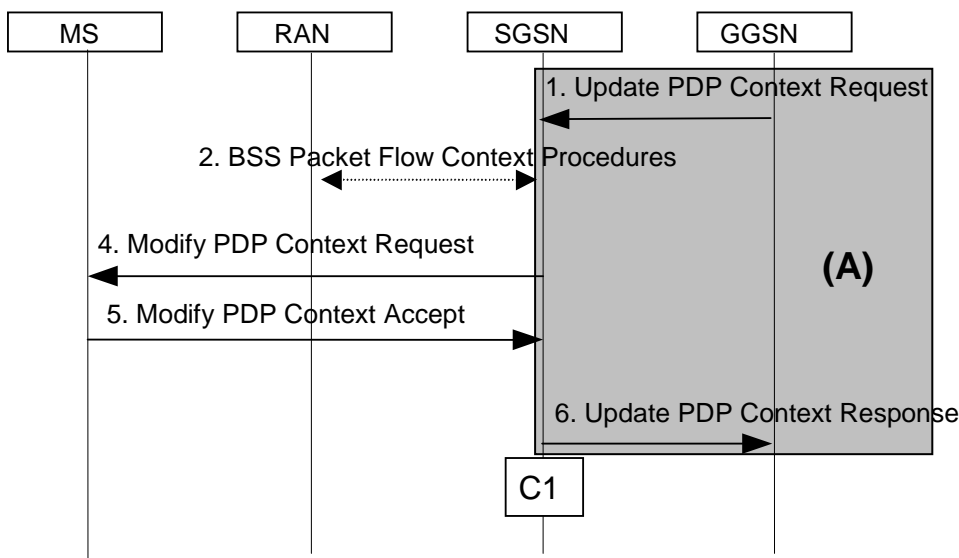 MS
RAN
SGSN
GGSN
1. Update PDP Context Request
2. BSS Packet Flow Context Procedures
4. Modify PDP Context Request
(A)
5. Modify PDP Context Accept
6. Update PDP Context Response
C1